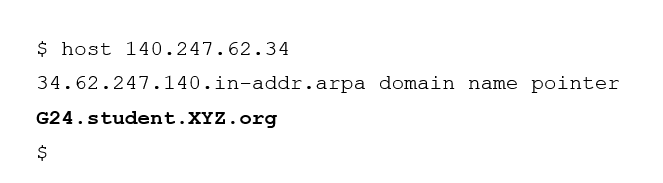 $ host 140.247.62.34
34.62.247.140.in-addr.arpa domain name pointer
G24.student.XYZ.org
$